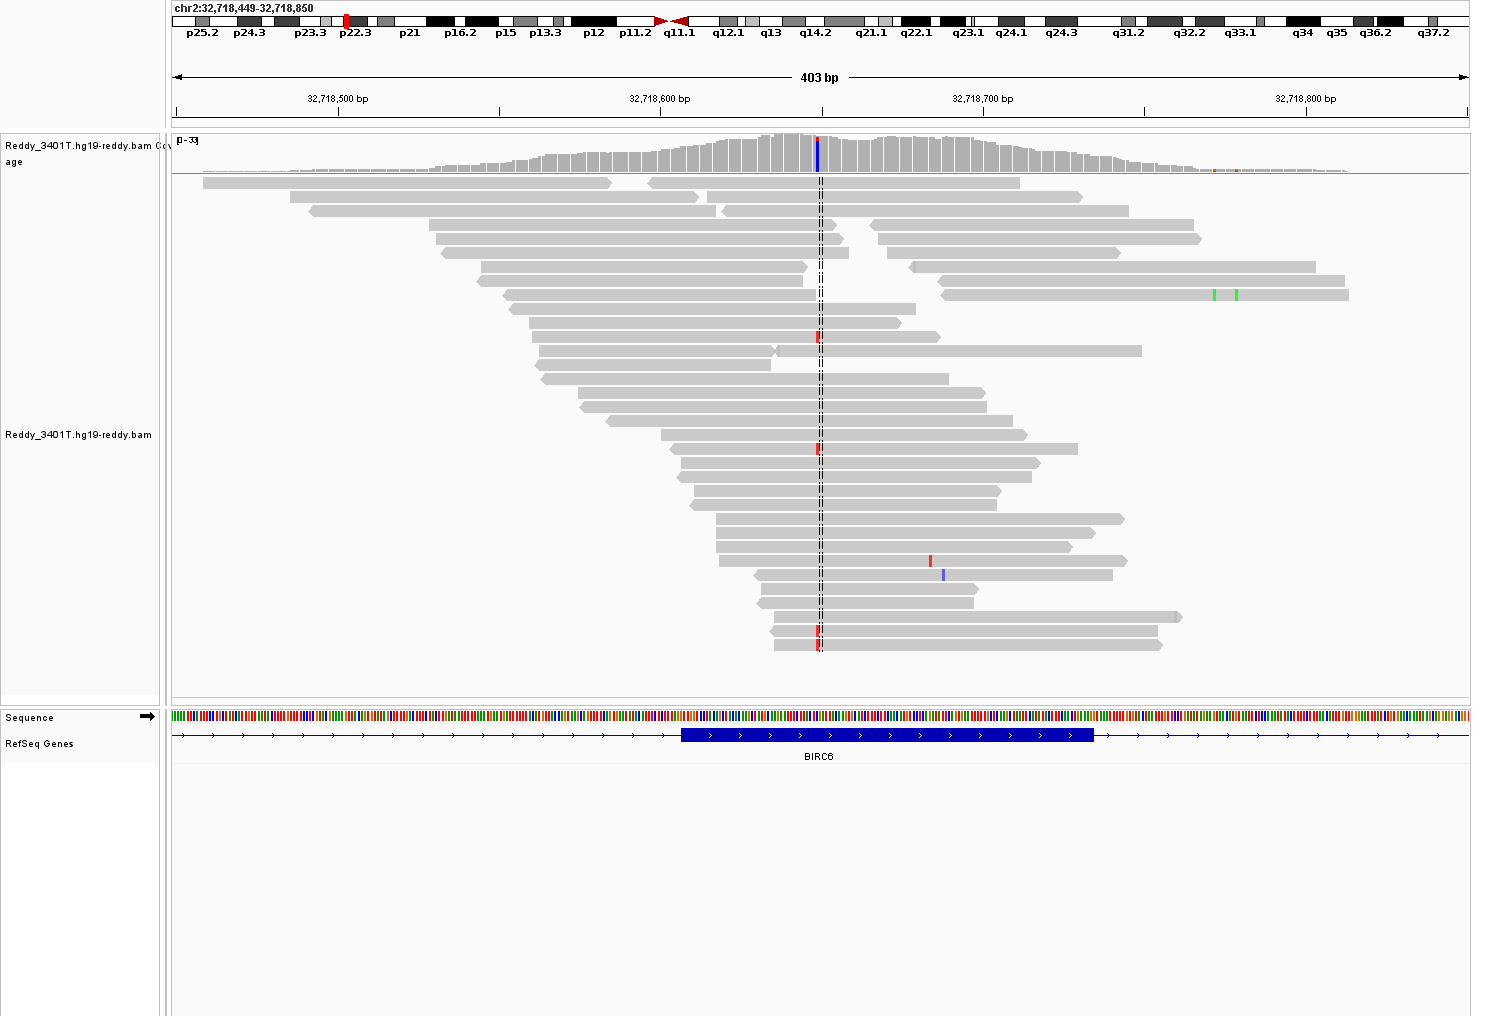 chr2:32,718,449-32,718,850
p25.2 p24.3 p23.3 p22.3 p21 p16.2 p15 p13.3 p12 p11.2 q11.1 q12.1 q13 q14.2 q21.1 q22.1 q23.1 q24.1 q24.3 q31.2 q32.2 q33.1 q34 q35 q36.2 q37.2
403 bp
32,718,500 bp 32,718,600 bp 32,718,700 bp 32,718,800 bp
[0-33]
Reddy_3401T.hg19-reddy.bam Cov
age
Reddy_3401T.hg19-reddy.bam
Sequence
RefSeq Genes
BIRC6